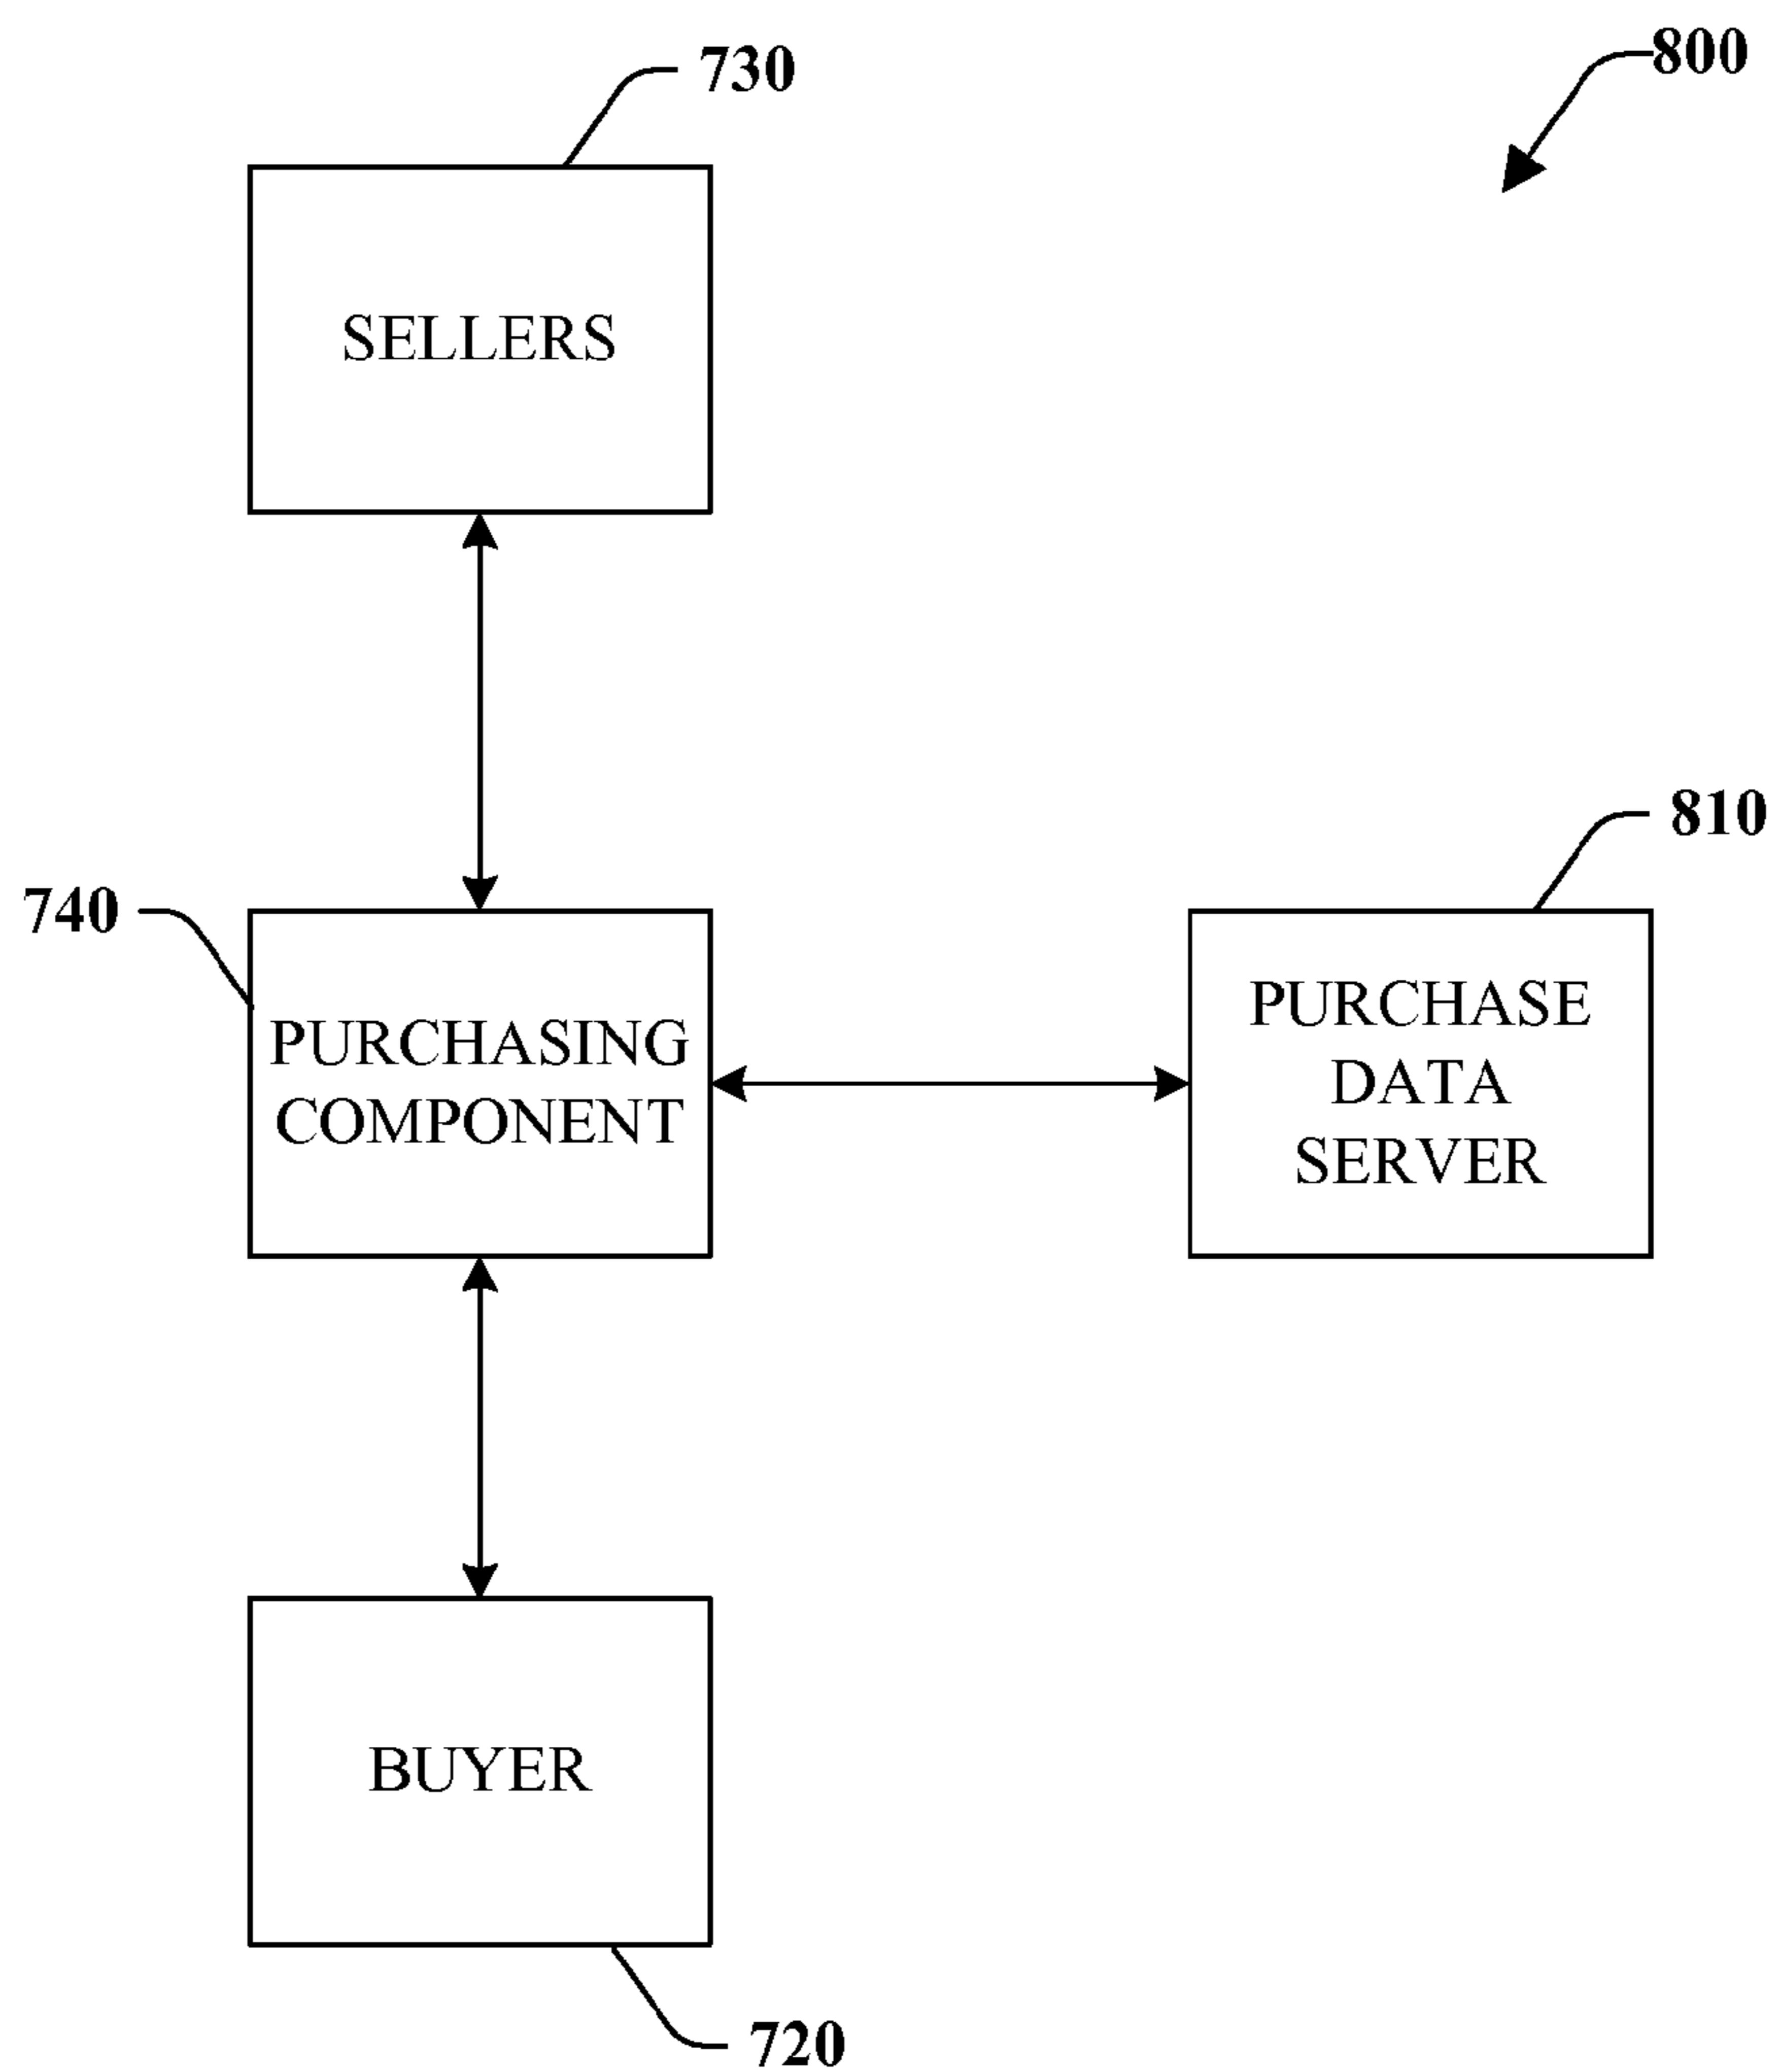 800
730
SELLERS
810
740
PURCHASING
COMPONENT
PURCHASE
DATA
SERVER
BUYER
720